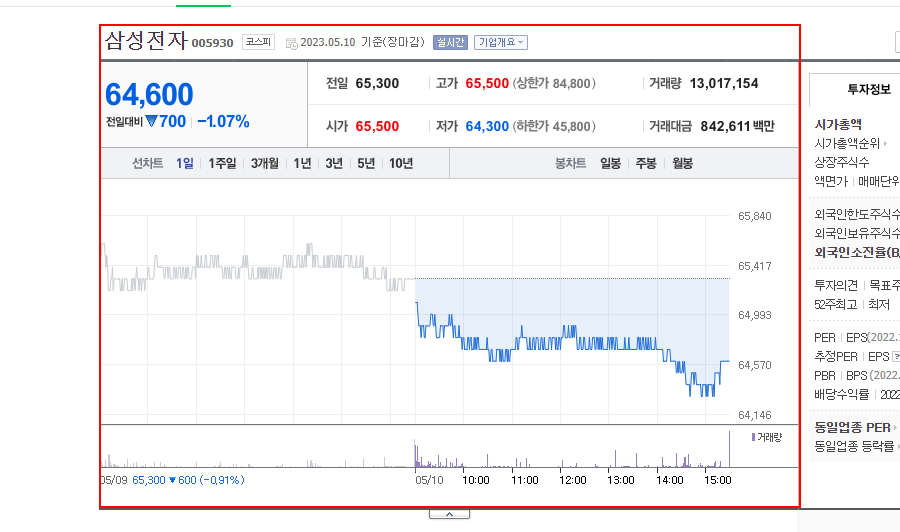 삼성전자 005930 코스피 2023.05.10 기준(장마감) 실시간 기업개요
64,600
전일대비 ▼700 | -1.07%
전일 65,300 | 고가 65,500 (상한가 84,800) | 거래량 13,017,154
시가 65,500 | 저가 64,300 (하한가 45,800) | 거래대금 842,611 백만
선차트 1일 | 1주일 | 3개월 | 1년 | 3년 | 5년 | 10년 봉차트 일봉 | 주봉 | 월봉
65,840
65,417
64,993
64,570
64,146
거래량
05/09 65,300 ▼600 (-0.91%) 05/10 10:00 11:00 12:00 13:00 14:00 15:00
투자정보
시가총액
시가총액순위
상장주식수
액면가 | 매매단위
외국인한도주식수
외국인보유주식수
외국인소진율(B/
투자의견 | 목표주
52주최고 | 최저
PER | EPS(2022.
추정PER | EPS
PBR | BPS (2022.
배당수익률 | 2022
동일업종 PER
동일업종 등락률